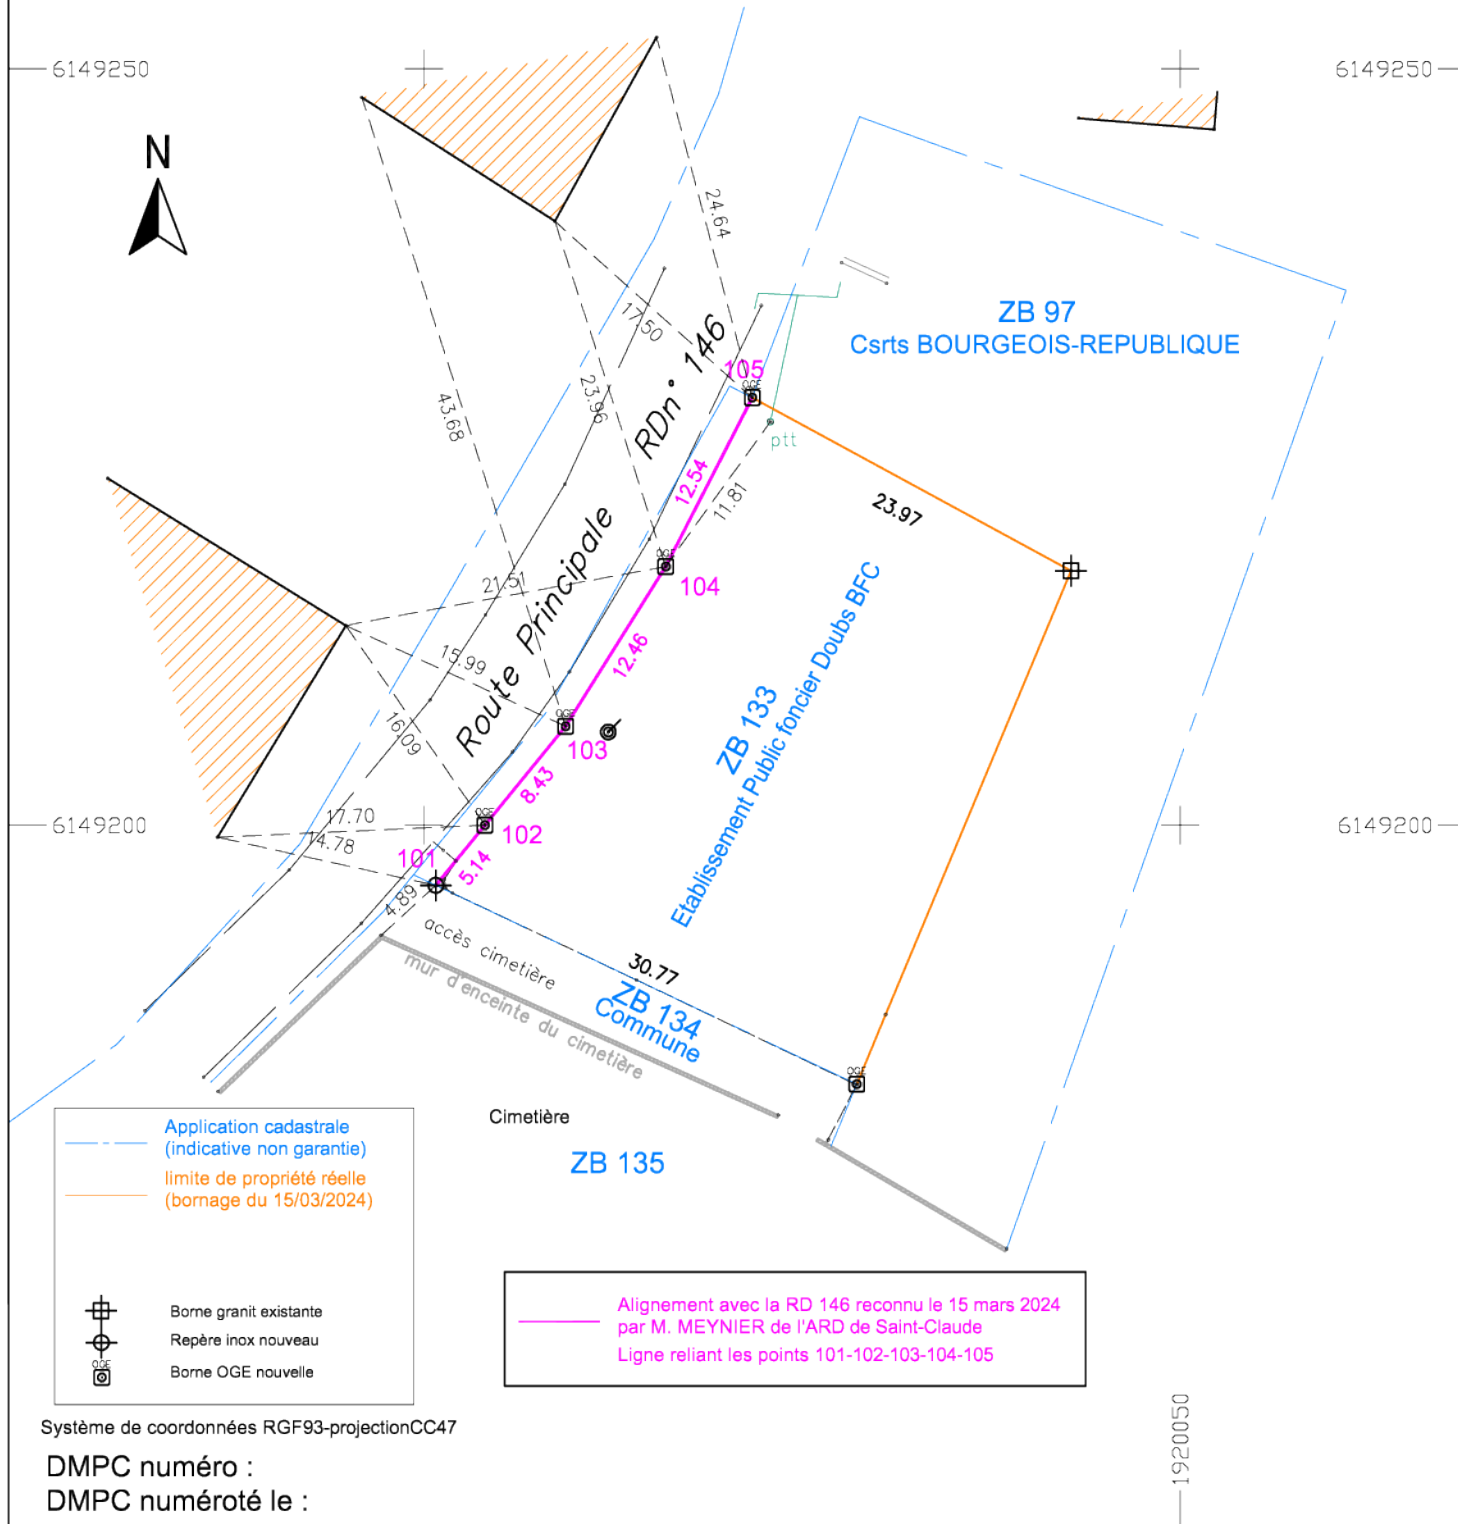 6149250
6149250
N
24.64
17.50
ZB 97
Csrts BOURGEOIS-REPUBLIQUE
RDn° 146
105
OGE
43.68
23.96
ptt
12.54
11.81
23.97
Route Principale
OGE
21.51
104
12.46
15.99
ZB 133
Etablissement Public foncier Doubs BFC
OGE
103
16.09
8.43
6149200
6149200
17.70
OGE
102
14.78
101
5.14
4.89
accès cimetière
30.77
mur d'enceinte du cimetière
ZB 134
Commune
OGE
Cimetière
ZB 135
Application cadastrale
(indicative non garantie)
limite de propriété réelle
(bornage du 15/03/2024)
Borne granit existante
Repère inox nouveau
OGE
Borne OGE nouvelle
Alignement avec la RD 146 reconnu le 15 mars 2024
par M. MEYNIER de l'ARD de Saint-Claude
Ligne reliant les points 101-102-103-104-105
Système de coordonnées RGF93-projectionCC47
1920050
DMPC numéro :
DMPC numéroté le :